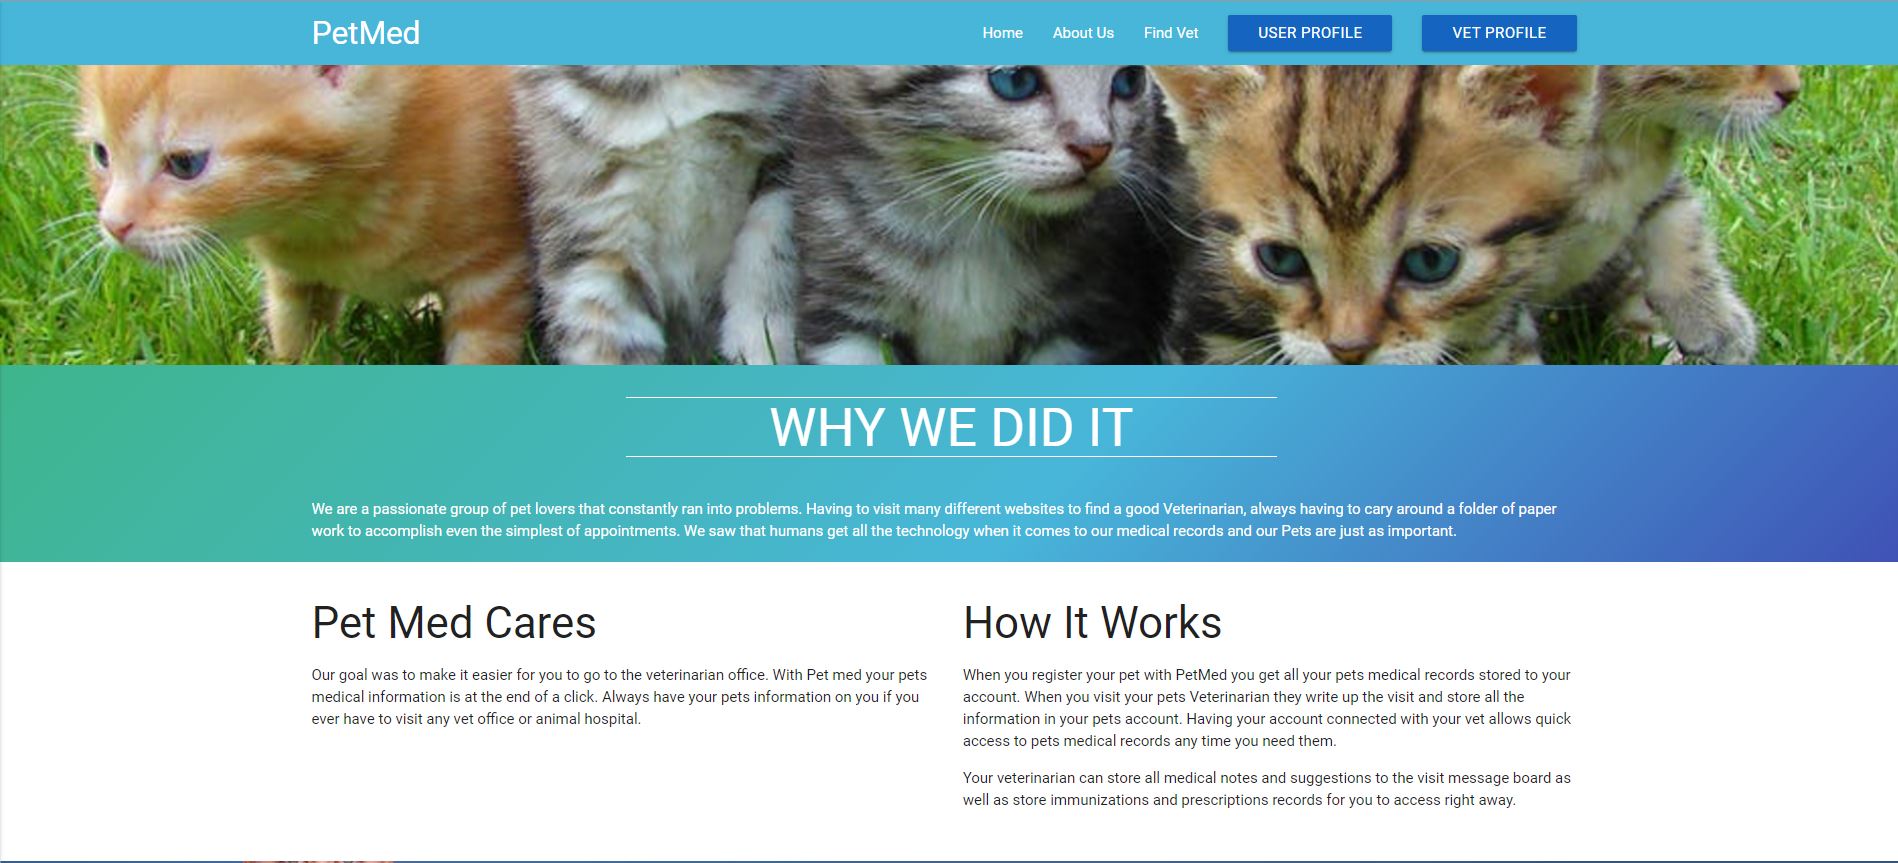 PetMed
Home About Us Find Vet USER PROFILE VET PROFILE
WHY WE DID IT
We are a passionate group of pet lovers that constantly ran into problems. Having to visit many different websites to find a good Veterinarian, always having to cary around a folder of paper
work to accomplish even the simplest of appointments. We saw that humans get all the technology when it comes to our medical records and our Pets are just as important.
Pet Med Cares
Our goal was to make it easier for you to go to the veterinarian office. With Pet med your pets
medical information is at the end of a click. Always have your pets information on you if you
ever have to visit any vet office or animal hospital.
How It Works
When you register your pet with PetMed you get all your pets medical records stored to your
account. When you visit your pets Veterinarian they write up the visit and store all the
information in your pets account. Having your account connected with your vet allows quick
access to pets medical records any time you need them.
Your veterinarian can store all medical notes and suggestions to the visit message board as
well as store immunizations and prescriptions records for you to access right away.